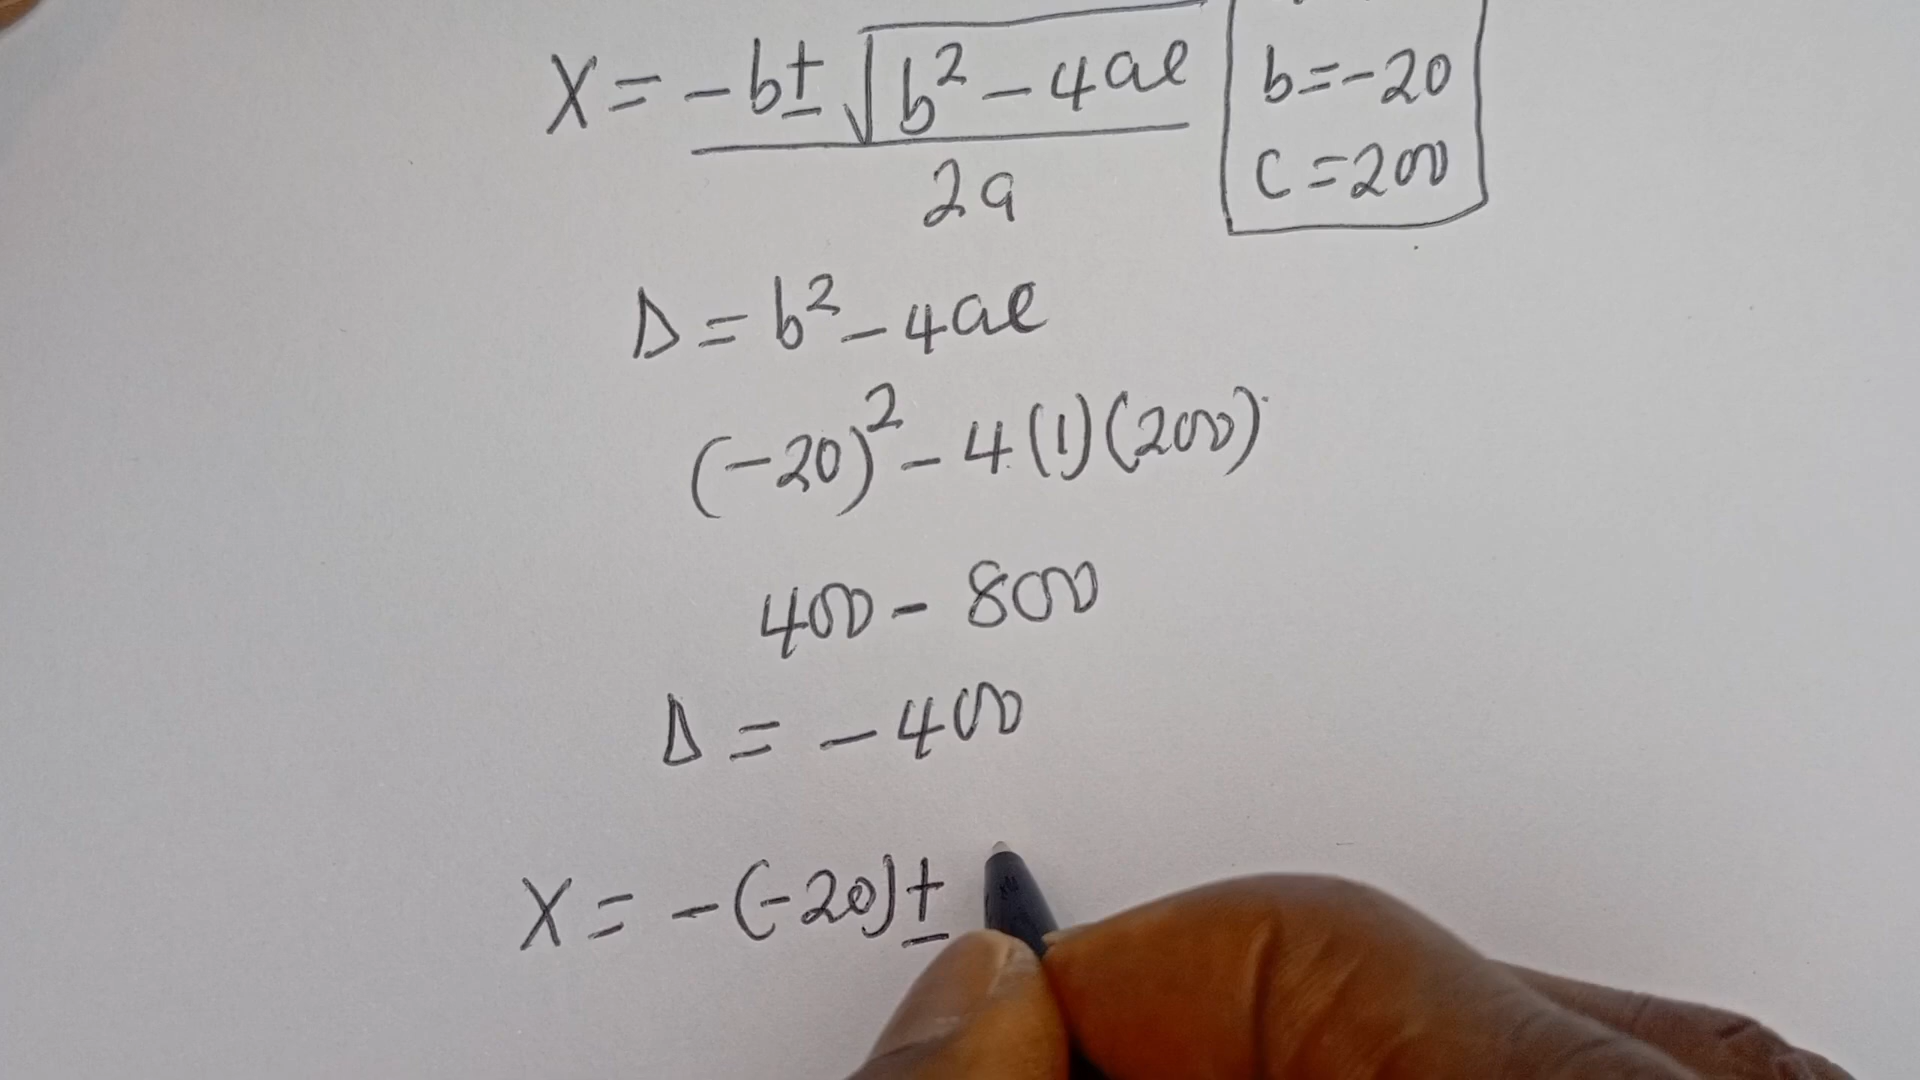 X = -b ± √b² - 4ac
2a
b = -20
c = 200
Δ = b² - 4ac
(-20)² - 4(1)(200)
400 - 800
Δ = -400
X = -(-20) ±